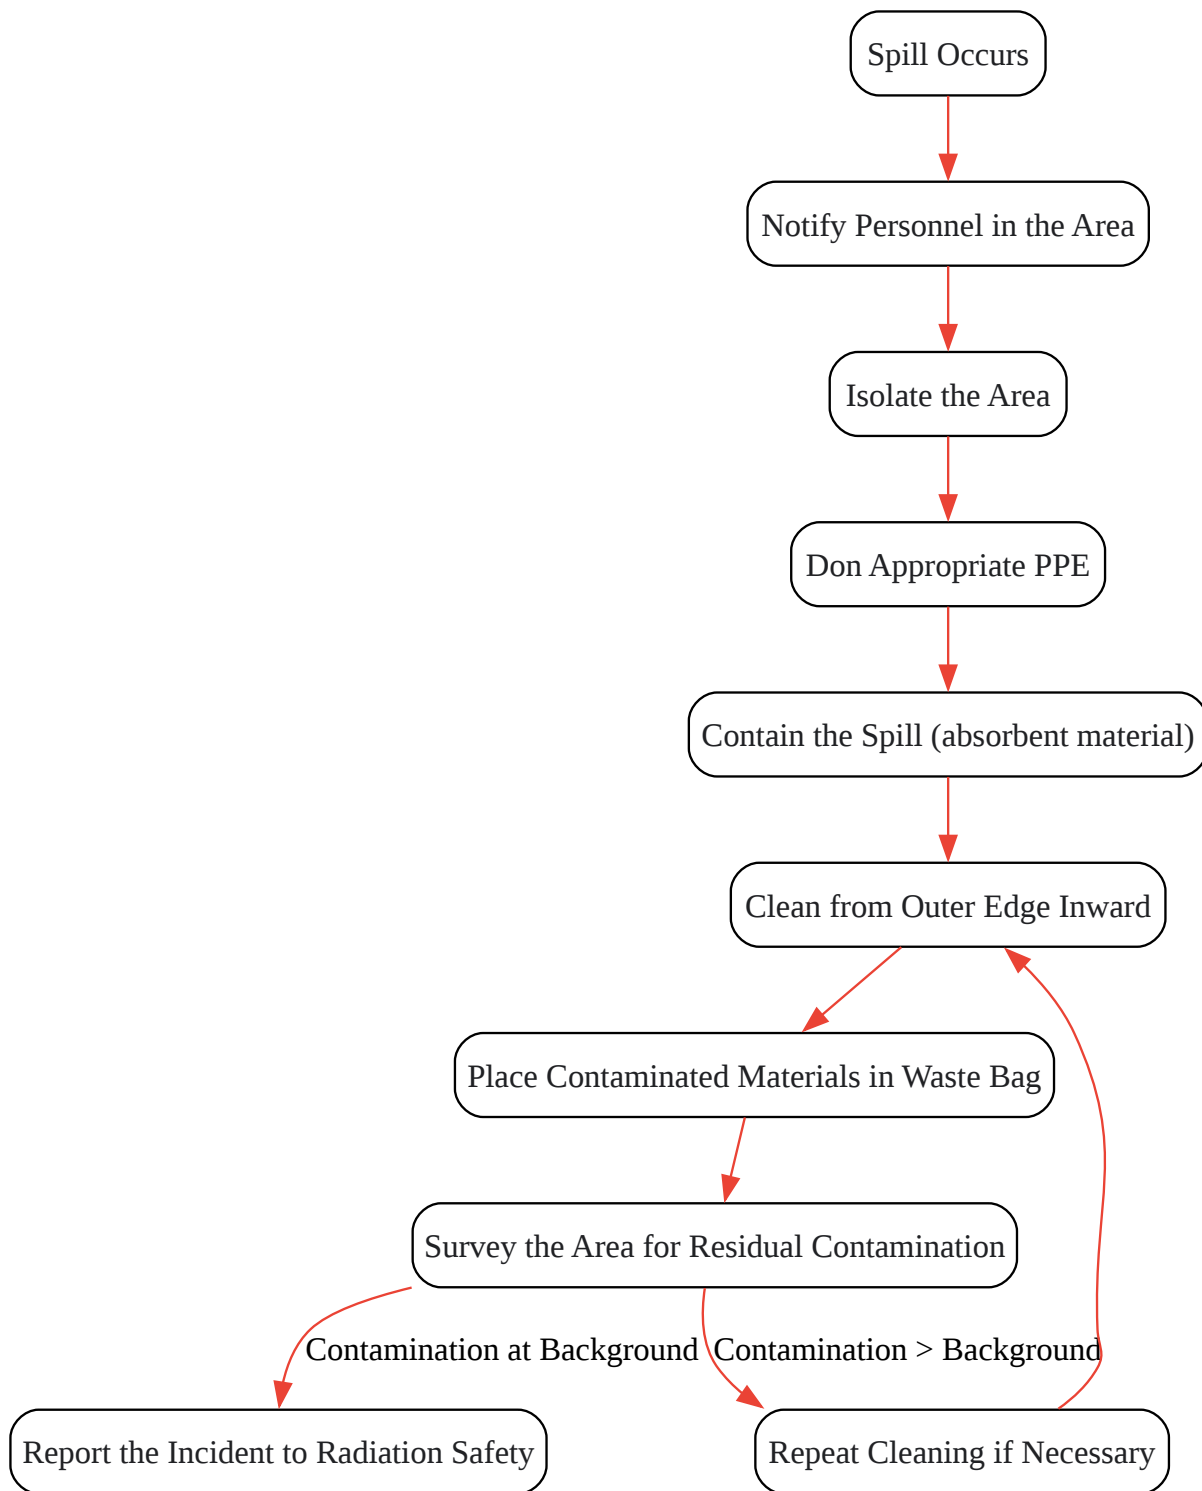 Spill Occurs
Notify Personnel in the Area
Isolate the Area
Don Appropriate PPE
Contain the Spill (absorbent material)
Clean from Outer Edge Inward
Place Contaminated Materials in Waste Bag
Survey the Area for Residual Contamination
Contamination at Background
Contamination > Background
Report the Incident to Radiation Safety
Repeat Cleaning if Necessary